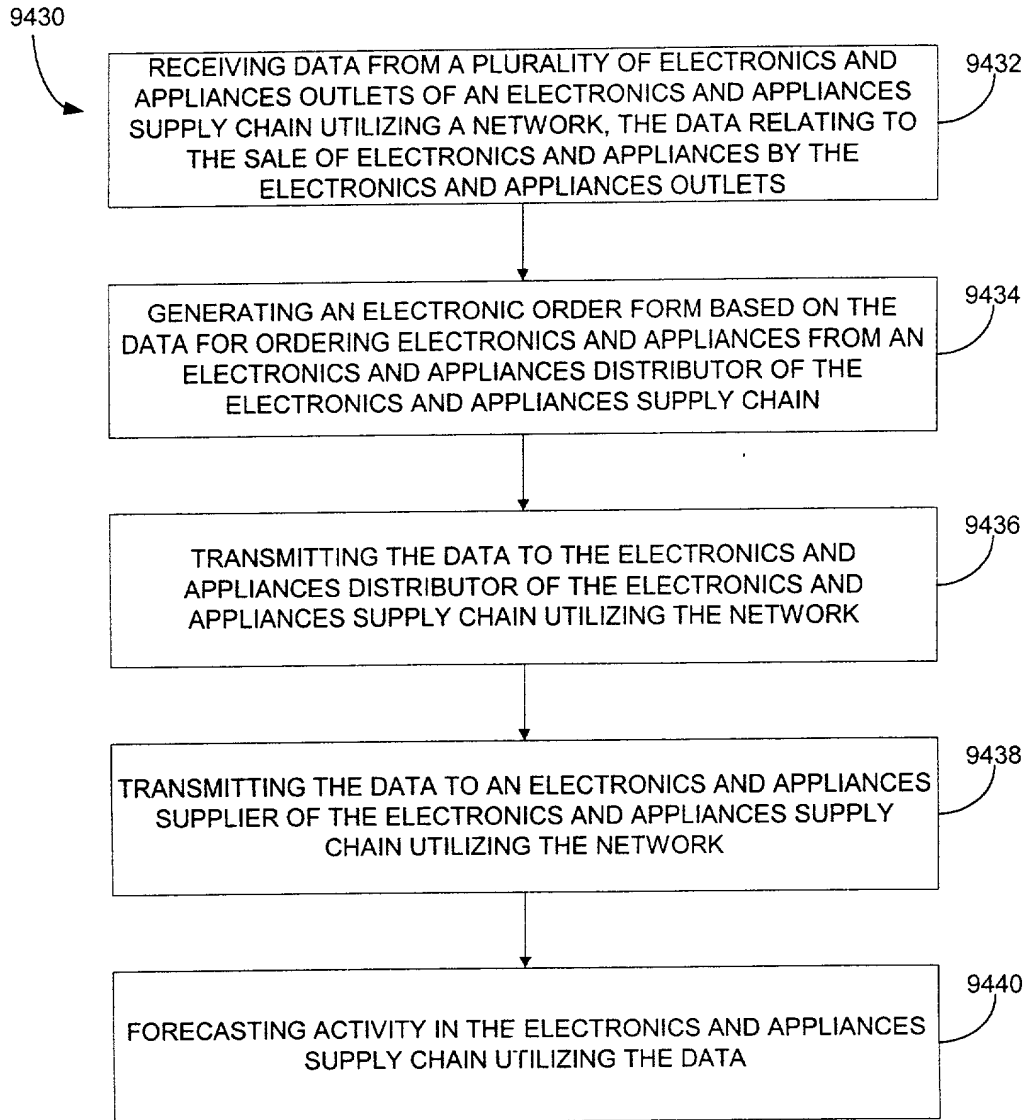 9430
RECEIVING DATA FROM A PLURALITY OF ELECTRONICS AND
APPLIANCES OUTLETS OF AN ELECTRONICS AND APPLIANCES
SUPPLY CHAIN UTILIZING A NETWORK, THE DATA RELATING TO
THE SALE OF ELECTRONICS AND APPLIANCES BY THE
ELECTRONICS AND APPLIANCES OUTLETS
9432
GENERATING AN ELECTRONIC ORDER FORM BASED ON THE
DATA FOR ORDERING ELECTRONICS AND APPLIANCES FROM AN
ELECTRONICS AND APPLIANCES DISTRIBUTOR OF THE
ELECTRONICS AND APPLIANCES SUPPLY CHAIN
9434
TRANSMITTING THE DATA TO THE ELECTRONICS AND
APPLIANCES DISTRIBUTOR OF THE ELECTRONICS AND
APPLIANCES SUPPLY CHAIN UTILIZING THE NETWORK
9436
TRANSMITTING THE DATA TO AN ELECTRONICS AND APPLIANCES
SUPPLIER OF THE ELECTRONICS AND APPLIANCES SUPPLY
CHAIN UTILIZING THE NETWORK
9438
FORECASTING ACTIVITY IN THE ELECTRONICS AND APPLIANCES
SUPPLY CHAIN UTILIZING THE DATA
9440